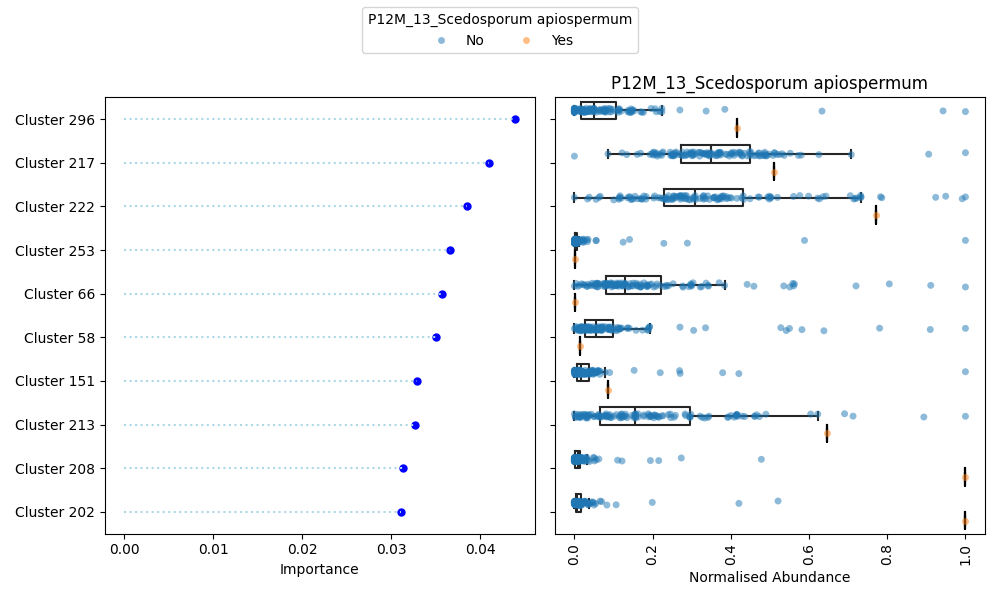 P12M_13_Scedosporum apiospermum
No Yes
P12M_13_Scedosporum apiospermum
Cluster 296
Cluster 217
Cluster 222
Cluster 253
Cluster 66
Cluster 58
Cluster 151
Cluster 213
Cluster 208
Cluster 202
0.00 0.01 0.02 0.03 0.04
Importance
0.0 0.2 0.4 0.6 0.8 1.0
Normalised Abundance